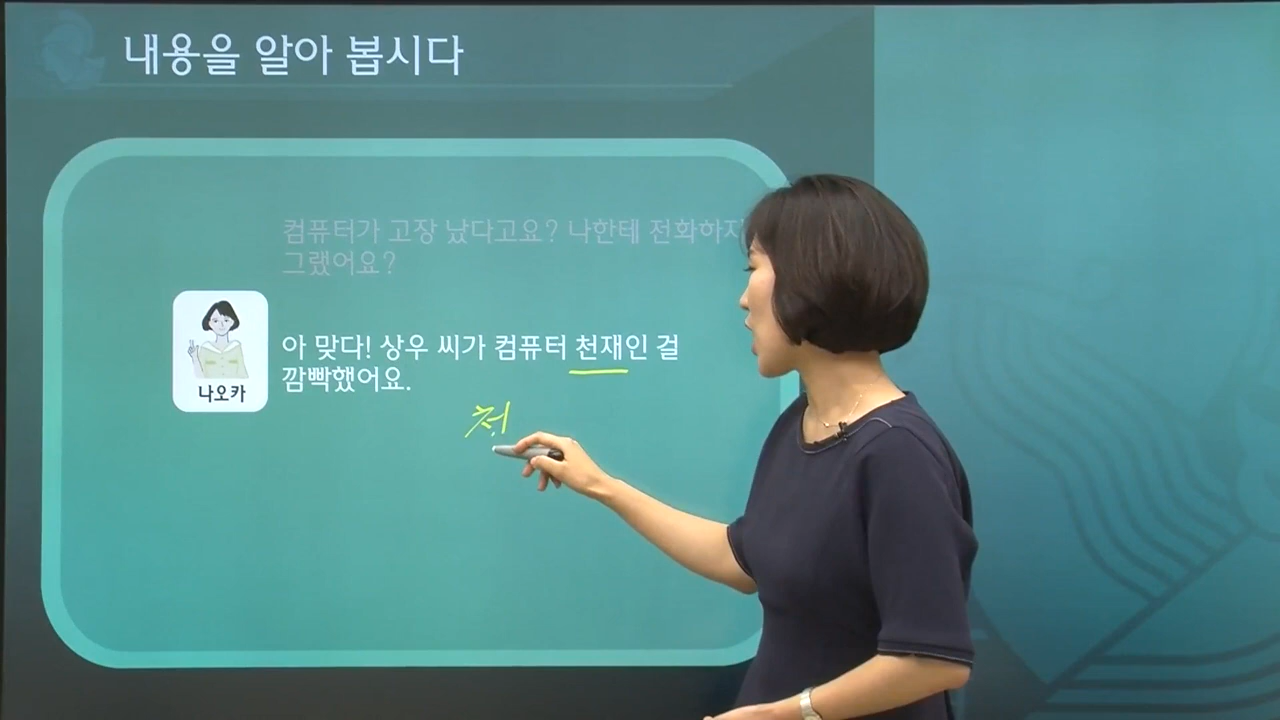 내용을 알아 봅시다
컴퓨터가 고장 났다고요? 나한테 전화하지
그랬어요?
아 맞다! 상우 씨가 컴퓨터 천재인 걸
깜빡했어요.
나오카
처